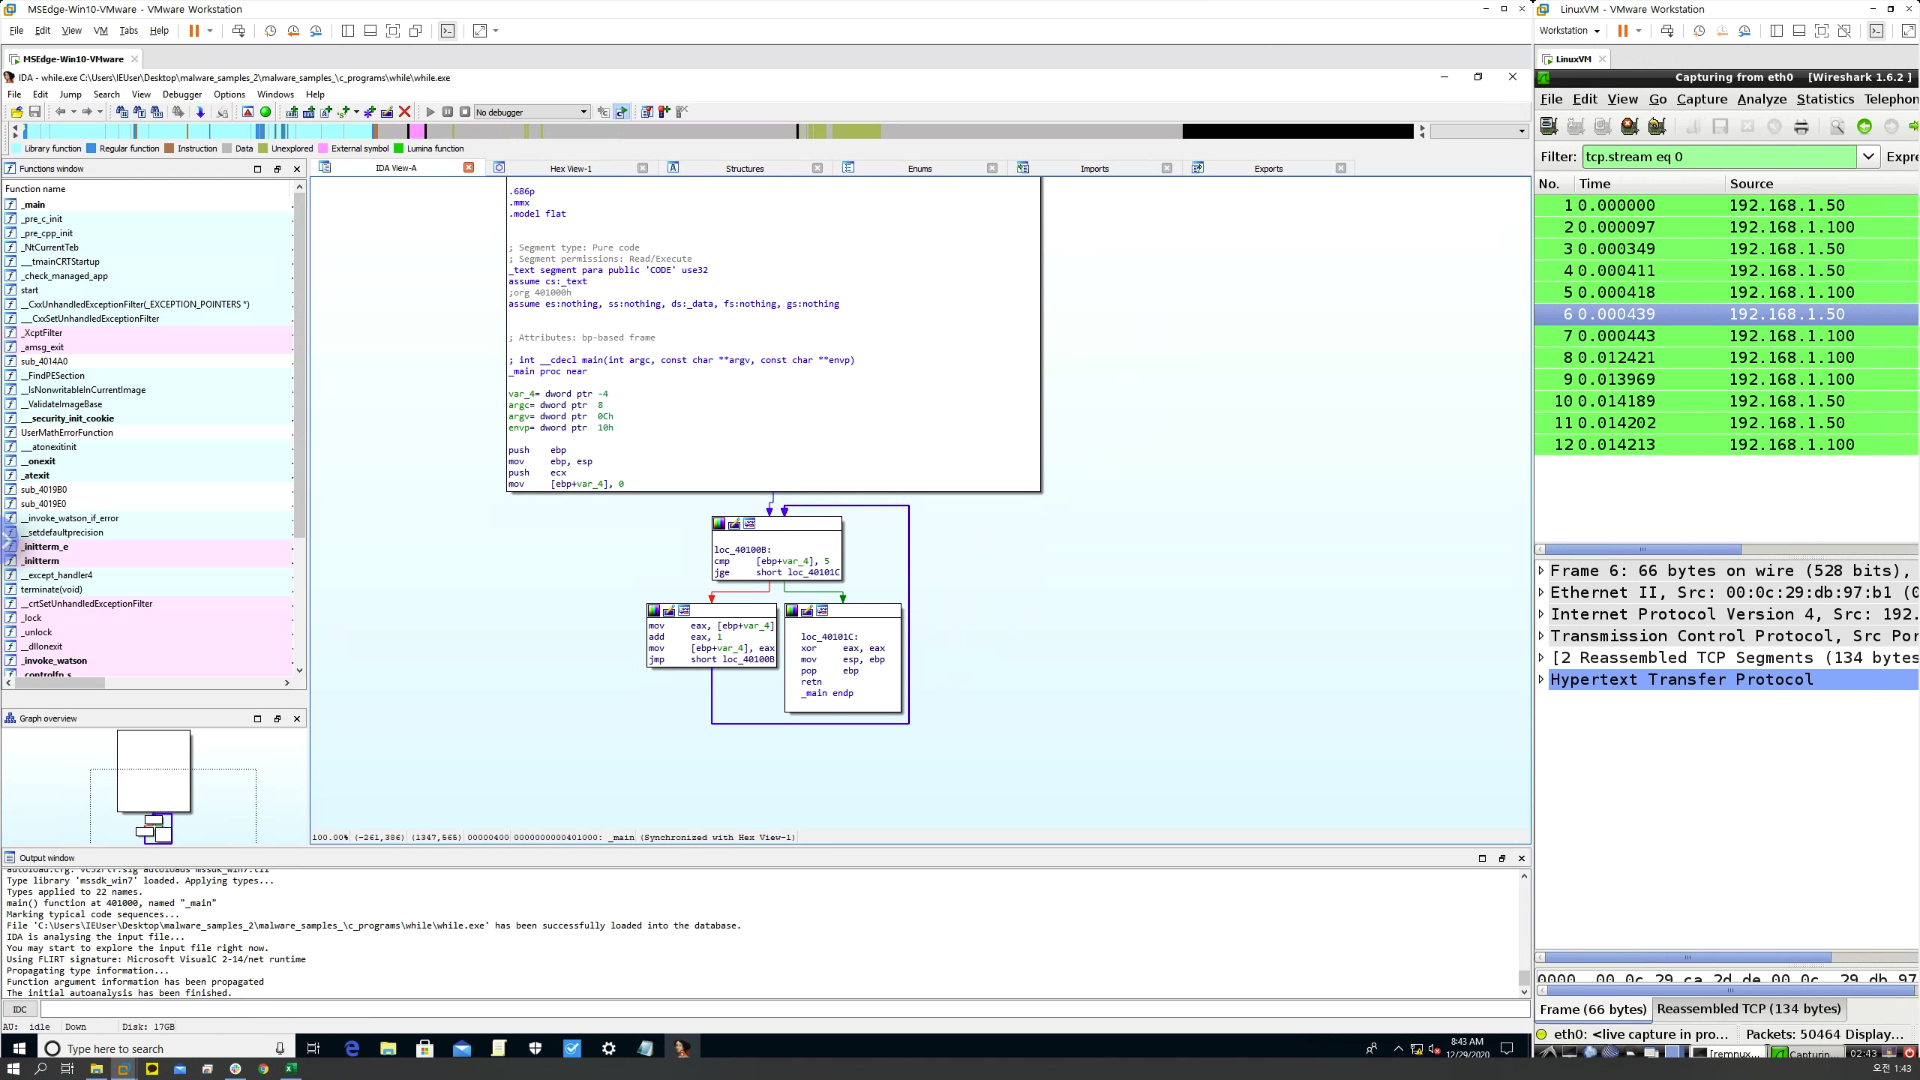 MSEdge-Win10-VMware - VMware Workstation
File Edit View VM Tabs Help
MSEdge-Win10-VMware
IDA - while.exe C:\Users\IEUser\Desktop\malware_samples_2\malware_samples_\c_programs\while\while.exe
File Edit Jump Search View Debugger Options Windows Help
No debugger
Library function Regular function Instruction Data Unexplored External symbol Lumina function
Functions window
Function name
_main
_pre_c_init
_pre_cpp_init
_NtCurrentTeb
___tmainCRTStartup
_check_managed_app
start
__CxxUnhandledExceptionFilter(_EXCEPTION_POINTERS *)
___CxxSetUnhandledExceptionFilter
_XcptFilter
_amsg_exit
sub_4014A0
__FindPESection
__IsNonwritableInCurrentImage
__ValidateImageBase
___security_init_cookie
UserMathErrorFunction
__atonexitinit
__onexit
_atexit
sub_4019B0
sub_4019E0
__invoke_watson_if_error
__setdefaultprecision
_initterm_e
_initterm
__except_handler4
terminate(void)
__crtSetUnhandledExceptionFilter
_lock
_unlock
__dllonexit
_invoke_watson
_controlfp_s
Graph overview
IDA View-A Hex View-1 Structures Enums Imports Exports
.686p
.mmx
.model flat
; Segment type: Pure code
; Segment permissions: Read/Execute
_text segment para public 'CODE' use32
assume cs:_text
;org 401000h
assume es:nothing, ss:nothing, ds:_data, fs:nothing, gs:nothing
; Attributes: bp-based frame
; int __cdecl main(int argc, const char **argv, const char **envp)
_main proc near
var_4= dword ptr -4
argc= dword ptr 8
argv= dword ptr 0Ch
envp= dword ptr 10h
push ebp
mov ebp, esp
push ecx
mov [ebp+var_4], 0
loc_40100B:
cmp [ebp+var_4], 5
jge short loc_40101C
mov eax, [ebp+var_4]
add eax, 1
mov [ebp+var_4], eax
jmp short loc_40100B
loc_40101C:
xor eax, eax
mov esp, ebp
pop ebp
retn
_main endp
100.00% (-261,386) (1347,565) 00000400 0000000000401000: _main (Synchronized with Hex View-1)
Output window
Type library 'mssdk_win7' loaded. Applying types...
Types applied to 22 names.
main() function at 401000, named "_main"
Marking typical code sequences...
File 'C:\Users\IEUser\Desktop\malware_samples_2\malware_samples_\c_programs\while\while.exe' has been successfully loaded into the database.
IDA is analysing the input file...
You may start to explore the input file right now.
Using FLIRT signature: Microsoft VisualC 2-14/net runtime
Propagating type information...
Function argument information has been propagated
The initial autoanalysis has been finished.
IDC
AU: idle Down Disk: 17GB
Type here to search
8:43 AM
12/29/2020
LinuxVM - VMware Workstation
Workstation
LinuxVM
Capturing from eth0 [Wireshark 1.6.2 ]
File Edit View Go Capture Analyze Statistics Telephon
Filter: tcp.stream eq 0 Expre
No. Time Source
1 0.000000 192.168.1.50
2 0.000097 192.168.1.100
3 0.000349 192.168.1.50
4 0.000411 192.168.1.50
5 0.000418 192.168.1.100
6 0.000439 192.168.1.50
7 0.000443 192.168.1.100
8 0.012421 192.168.1.100
9 0.013969 192.168.1.100
10 0.014189 192.168.1.50
11 0.014202 192.168.1.50
12 0.014213 192.168.1.100
Frame 6: 66 bytes on wire (528 bits),
Ethernet II, Src: 00:0c:29:db:97:b1 (0
Internet Protocol Version 4, Src: 192.
Transmission Control Protocol, Src Por
[2 Reassembled TCP Segments (134 bytes
Hypertext Transfer Protocol
0000 00 0c 29 ca 2d de 00 0c 29 db 97
Frame (66 bytes) Reassembled TCP (134 bytes)
eth0: <live capture in pro... Packets: 50464 Display...
[remnux... Capturin... 02:43
오전 1:43